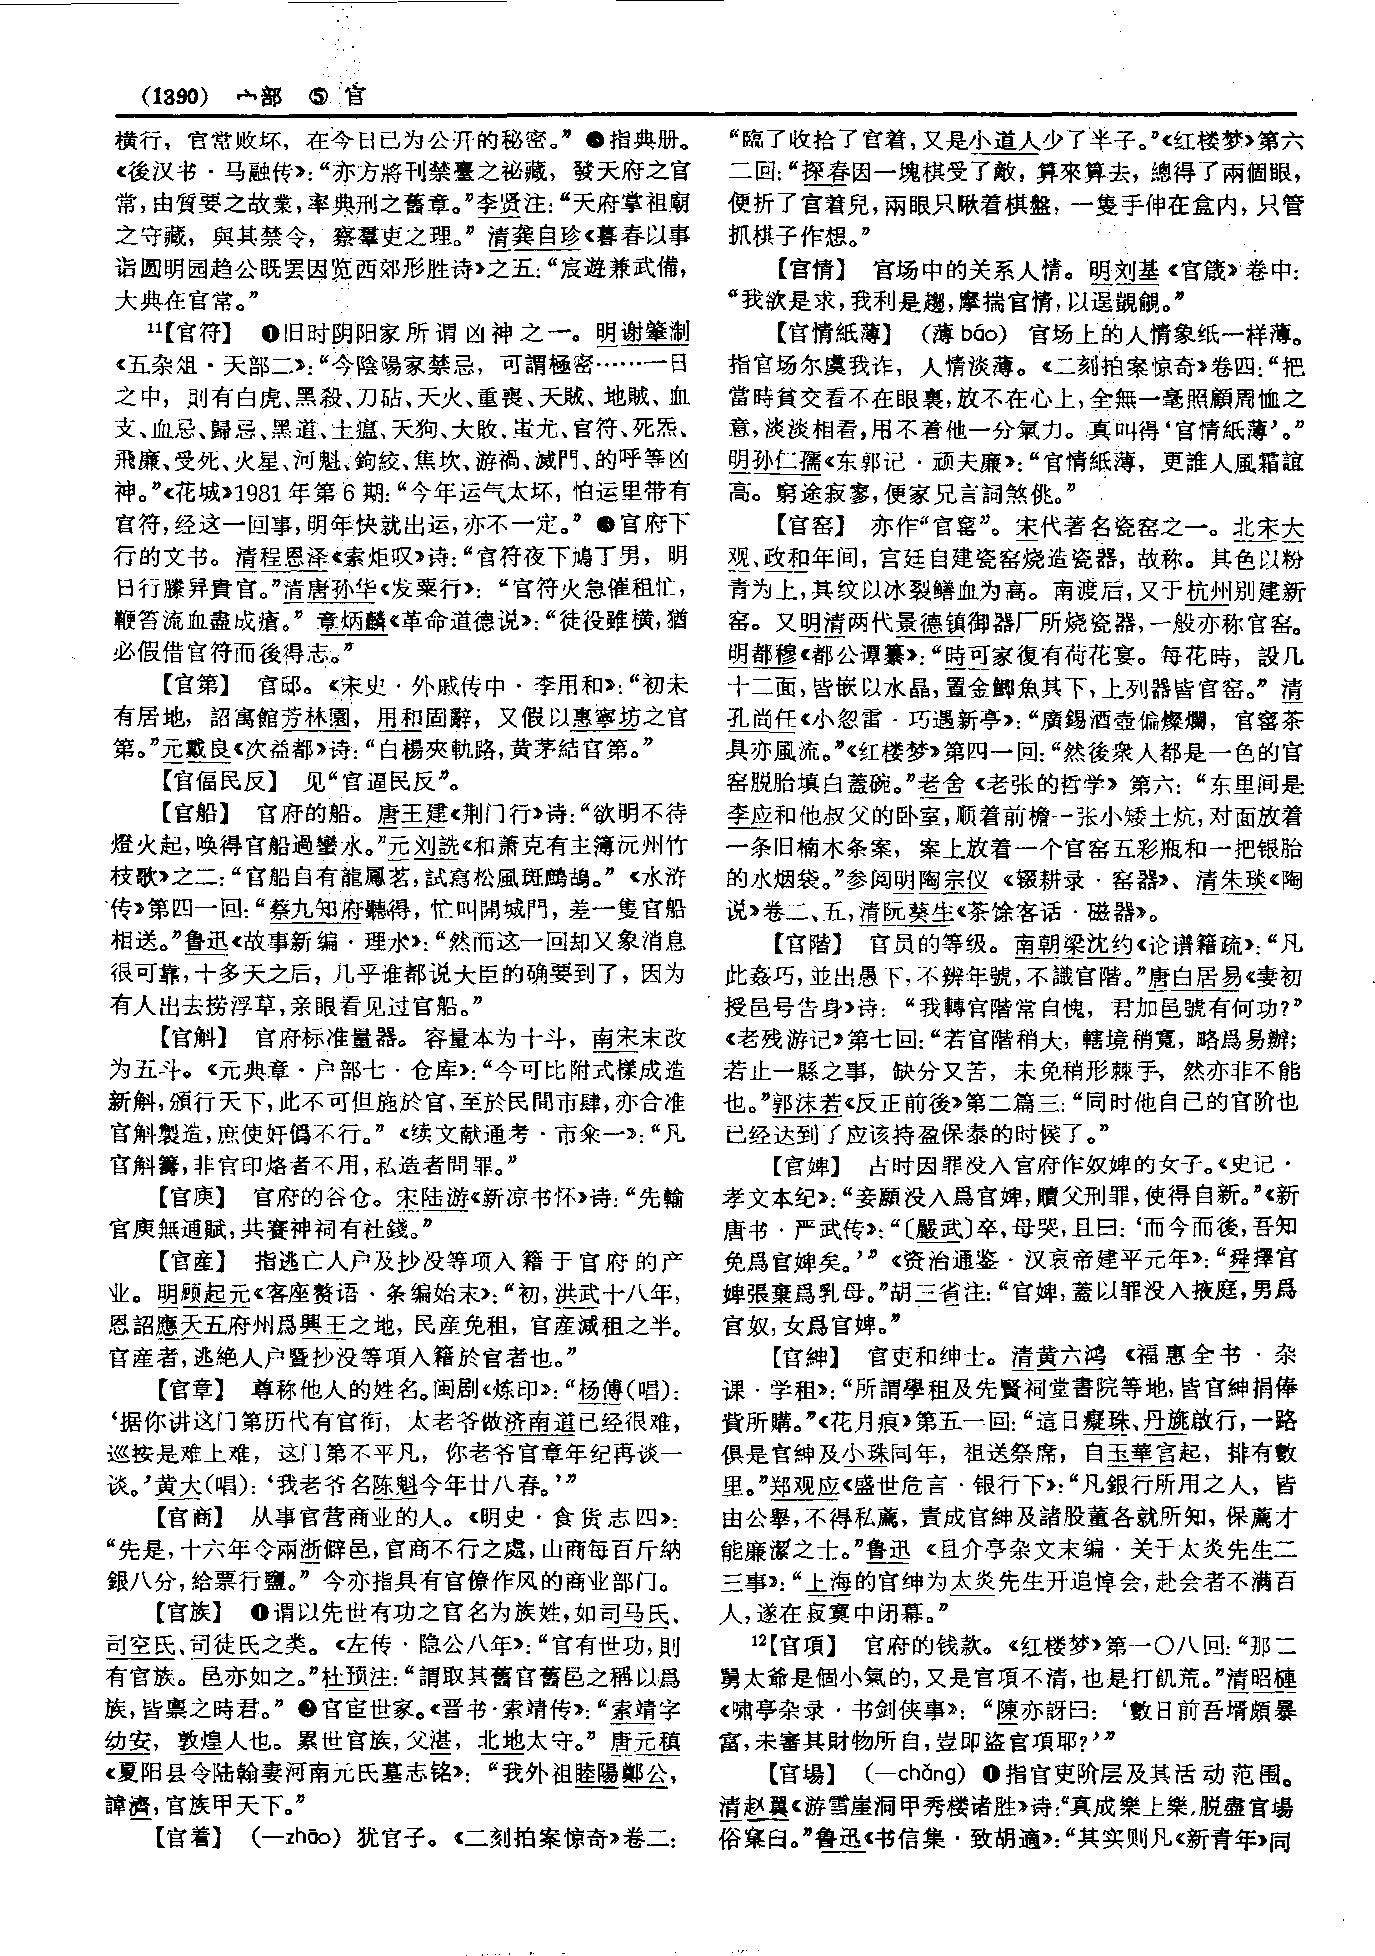 (1390) 宀部 ⑤ 官
横行，官常败坏，在今日已为公开的秘密。”❸指典册。
《後汉书·马融传》：“亦方將刊禁臺之祕藏，發天府之官
常，由質要之故業，率典刑之舊章。”李贤注：“天府掌祖廟
之守藏，與其禁令，察羣吏之理。”清龚自珍《暮春以事
诣圆明园趋公既罢因览西郊形胜诗》之五：“宸遊兼武備，
大典在官常。”
11【官符】 ❶旧时阴阳家所谓凶神之一。明谢肇淛
《五杂俎·天部二》：“今陰陽家禁忌，可謂極密……一日
之中，則有白虎、黑殺、刀砧、天火、重喪、天賊、地賊、血
支、血忌、歸忌、黑道、土瘟、天狗、大敗、蚩尤、官符、死炁、
飛廉、受死、火星、河魁、鉤絞、焦坎、游禍、滅門、的呼等凶
神。”《花城》1981年第6期：“今年运气太坏，怕运里带有
官符，经这一回事，明年快就出运，亦不一定。”❷官府下
行的文书。清程恩泽《索炬叹》诗：“官符夜下鳩丁男，明
日行縢舁貴官。”清唐孙华《发粟行》：“官符火急催租忙，
鞭笞流血盡成瘡。”章炳麟《革命道德说》：“徒役雖横，猶
必假借官符而後得志。”
【官第】 官邸。《宋史·外戚传中·李用和》：“初未
有居地，詔寓館芳林園，用和固辭，又假以惠寧坊之官
第。”元戴良《次益都》诗：“白楊夾軌路，黄茅結官第。”
【官偪民反】 见“官逼民反”。
【官船】 官府的船。唐王建《荆门行》诗：“欲明不待
燈火起，唤得官船過蠻水。”元刘詵《和萧克有主簿沅州竹
枝歌》之二：“官船自有龍鳳茗，試寫松風斑鷓鴣。”《水浒
传》第四一回：“蔡九知府聽得，忙叫開城門，差一隻官船
相送。”鲁迅《故事新编·理水》：“然而这一回却又象消息
很可靠，十多天之后，几乎谁都说大臣的确要到了，因为
有人出去捞浮草，亲眼看见过官船。”
【官斛】 官府标准量器。容量本为十斗，南宋末改
为五斗。《元典章·户部七·仓库》：“今可比附式樣成造
新斛，頒行天下，此不可但施於官、至於民間市肆，亦合准
官斛製造，庶使奸僞不行。”《续文献通考·市籴一》：“凡
官斛籌，非官印烙者不用，私造者問罪。”
【官庾】 官府的谷仓。宋陆游《新凉书怀》诗：“先輸
官庾無逋賦，共賽神祠有社錢。”
【官産】 指逃亡人户及抄没等项入籍于官府的产
业。明顾起元《客座赘语·条编始末》：“初，洪武十八年，
恩詔應天五府州爲興王之地，民産免租，官産減租之半。
官産者，逃絶人户暨抄没等項入籍於官者也。”
【官章】 尊称他人的姓名。闽剧《炼印》：“杨傅（唱）：
‘据你讲这门第历代有官衔，太老爷做济南道已经很难，
巡按是难上难，这门第不平凡，你老爷官章年纪再谈一
谈。’黄大（唱）：‘我老爷名陈魁今年廿八春。’”
【官商】 从事官营商业的人。《明史·食货志四》：
“先是，十六年令兩浙僻邑，官商不行之處，山商每百斤納
銀八分，給票行鹽。”今亦指具有官僚作风的商业部门。
【官族】 ❶谓以先世有功之官名为族姓，如司马氏、
司空氏、司徒氏之类。《左传·隐公八年》：“官有世功，則
有官族。邑亦如之。”杜预注：“謂取其舊官舊邑之稱以爲
族，皆禀之時君。”❷官宦世家。《晋书·索靖传》：“索靖字
幼安，敦煌人也。累世官族，父湛，北地太守。”唐元稹
《夏阳县令陆翰妻河南元氏墓志铭》：“我外祖睦陽鄭公，
諱濟，官族甲天下。”
【官着】 （—zhāo）犹官子。《二刻拍案惊奇》卷二：
“臨了收拾了官着，又是小道人少了半子。”《红楼梦》第六
二回：“探春因一塊棋受了敵，算來算去，總得了兩個眼，
便折了官着兒，兩眼只瞅着棋盤，一隻手伸在盒内，只管
抓棋子作想。”
【官情】 官场中的关系人情。明刘基《官箴》卷中：
“我欲是求，我利是趨，摩揣官情，以逞覬覦。”
【官情紙薄】 （薄báo）官场上的人情象纸一样薄。
指官场尔虞我诈，人情淡薄。《二刻拍案惊奇》卷四：“把
當時貧交看不在眼裏，放不在心上，全無一毫照顧周恤之
意，淡淡相看，用不着他一分氣力。真叫得‘官情紙薄’。”
明孙仁孺《东郭记·顽夫廉》：“官情紙薄，更誰人風霜誼
高。窮途寂寥，便家兄言詞煞佻。”
【官窑】 亦作“官窰”。宋代著名瓷窑之一。北宋大
观、政和年间，宫廷自建瓷窑烧造瓷器，故称。其色以粉
青为上，其纹以冰裂鳝血为高。南渡后，又于杭州别建新
窑。又明清两代景德镇御器厂所烧瓷器，一般亦称官窑。
明都穆《都公谭纂》：“時可家復有荷花宴。每花時，設几
十二面，皆嵌以水晶，置金鯽魚其下，上列器皆官窑。”清
孔尚任《小忽雷·巧遇新亭》：“廣錫酒壺偏燦爛，官窰茶
具亦風流。”《红楼梦》第四一回：“然後衆人都是一色的官
窑脱胎填白蓋碗。”老舍《老张的哲学》第六：“东里间是
李应和他叔父的卧室，顺着前檐一张小矮土炕，对面放着
一条旧楠木条案，案上放着一个官窑五彩瓶和一把银胎
的水烟袋。”参阅明陶宗仪《辍耕录·窑器》、清朱琰《陶
说》卷二、五，清阮葵生《茶馀客话·磁器》。
【官階】 官员的等级。南朝梁沈约《论谱籍疏》：“凡
此姦巧，並出愚下，不辨年號，不識官階。”唐白居易《妻初
授邑号告身》诗：“我轉官階常自愧，君加邑號有何功？”
《老残游记》第七回：“若官階稍大，轄境稍寬，略爲易辦；
若止一縣之事，缺分又苦，未免稍形棘手，然亦非不能
也。”郭沫若《反正前後》第二篇三：“同时他自己的官阶也
已经达到了应该持盈保泰的时候了。”
【官婢】 古时因罪没入官府作奴婢的女子。《史记·
孝文本纪》：“妾願没入爲官婢，贖父刑罪，使得自新。”《新
唐书·严武传》：“〔嚴武〕卒，母哭，且曰：‘而今而後，吾知
免爲官婢矣。’”《资治通鉴·汉哀帝建平元年》：“舜擇官
婢張棄爲乳母。”胡三省注：“官婢，蓋以罪没入掖庭，男爲
官奴，女爲官婢。”
【官紳】 官吏和绅士。清黄六鸿《福惠全书·杂
课·学租》：“所謂學租及先賢祠堂書院等地，皆官紳捐俸
貲所購。”《花月痕》第五一回：“這日癡珠、丹旐啟行，一路
俱是官紳及小珠同年，祖送祭席，自玉華宫起，排有數
里。”郑观应《盛世危言·银行下》：“凡銀行所用之人，皆
由公舉，不得私薦，責成官紳及諸股董各就所知，保薦才
能廉潔之士。”鲁迅《且介亭杂文末编·关于太炎先生二
三事》：“上海的官绅为太炎先生开追悼会，赴会者不满百
人，遂在寂寞中闭幕。”
12【官項】 官府的钱款。《红楼梦》第一〇八回：“那二
舅太爺是個小氣的，又是官項不清，也是打飢荒。”清昭槤
《啸亭杂录·书剑侠事》：“陳亦訝曰：‘數日前吾壻頗暴
富，未審其財物所自，豈即盜官項耶？’”
【官場】 （—chǎng）❶指官吏阶层及其活动范围。
清赵翼《游雪崖洞甲秀楼诸胜》诗：“真成樂上樂，脱盡官場
俗窠臼。”鲁迅《书信集·致胡適》：“其实则凡《新青年》同